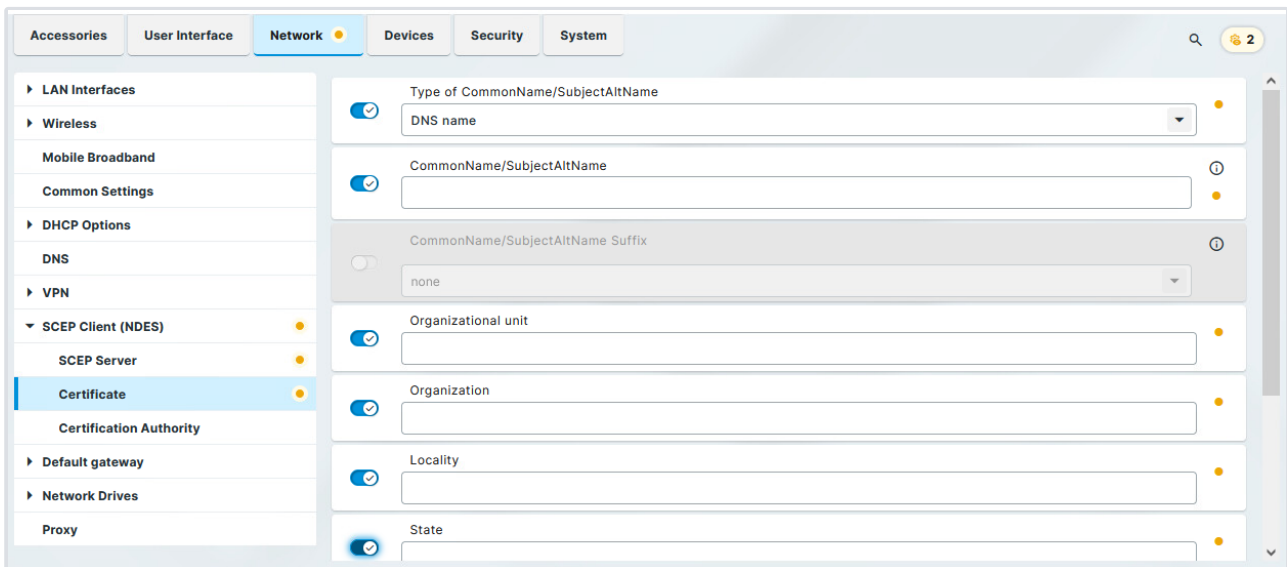 Accessories User Interface Network Devices Security System 2
LAN Interfaces
Wireless
Mobile Broadband
Common Settings
DHCP Options
DNS
VPN
SCEP Client (NDES)
SCEP Server
Certificate
Certification Authority
Default gateway
Network Drives
Proxy
Type of CommonName/SubjectAltName
DNS name
CommonName/SubjectAltName
CommonName/SubjectAltName Suffix
none
Organizational unit
Organization
Locality
State